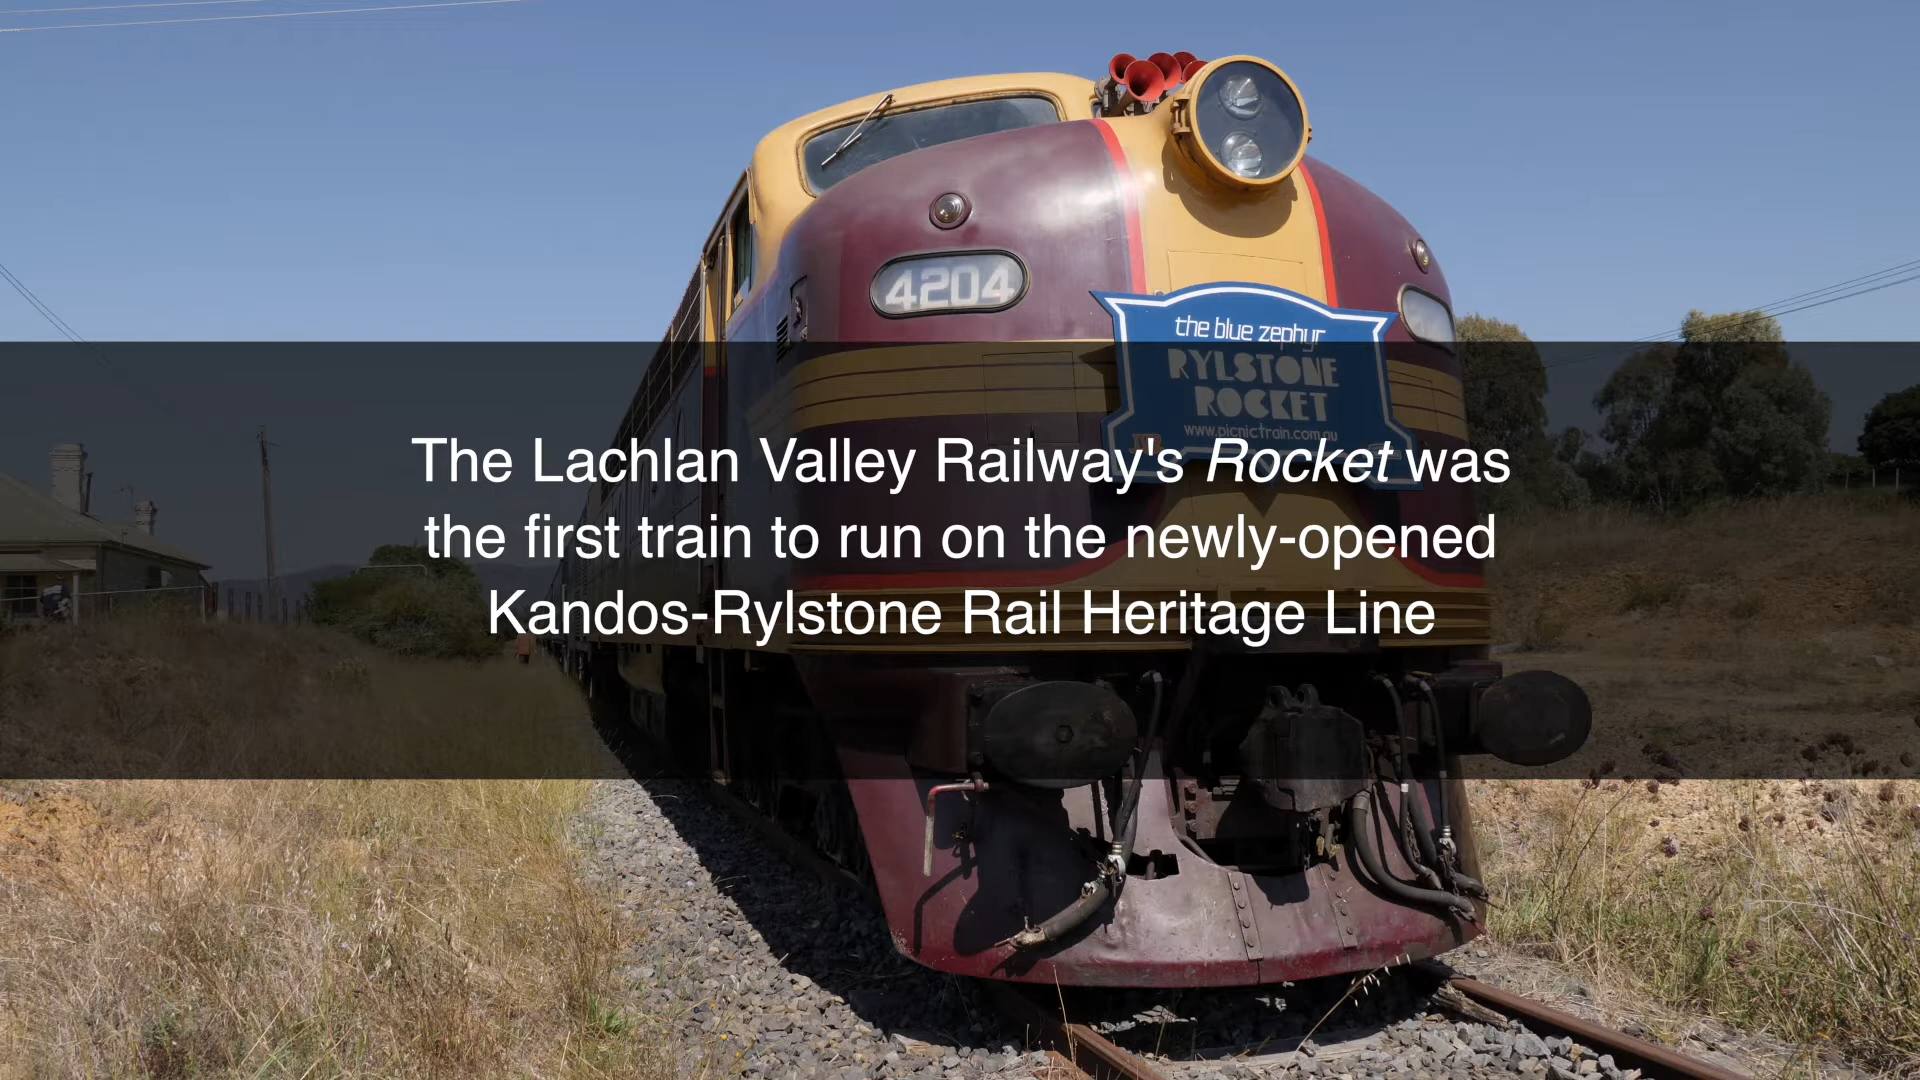 4204
the blue zephyr
RYLSTONE
ROCKET
www.picnictrain.com.au
The Lachlan Valley Railway's Rocket was
the first train to run on the newly-opened
Kandos-Rylstone Rail Heritage Line